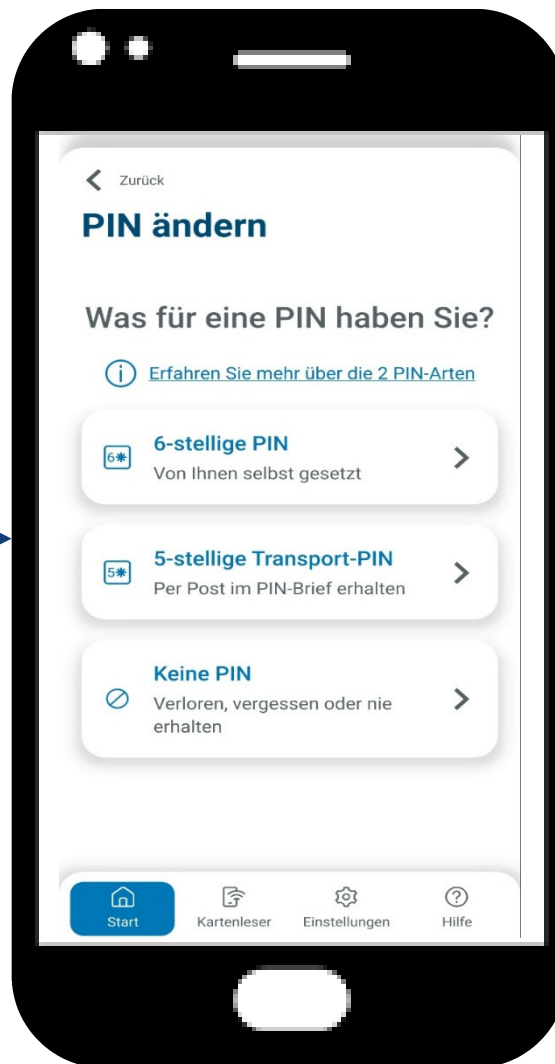 Zurück
PIN ändern
Was für eine PIN haben Sie?
Erfahren Sie mehr über die 2 PIN-Arten
6-stellige PIN
6* Von Ihnen selbst gesetzt
5-stellige Transport-PIN
5* Per Post im PIN-Brief erhalten
Keine PIN
Verloren, vergessen oder nie
erhalten
Start Kartenleser Einstellungen Hilfe